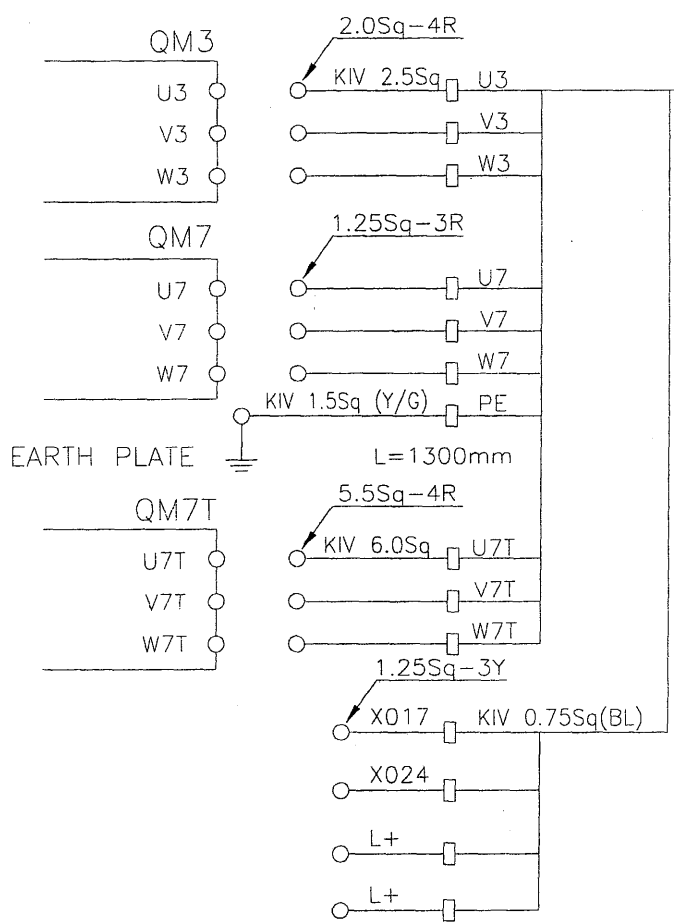 2.0Sq-4R
QM3
U3 KIV 2.5Sq U3
V3 V3
W3 W3
1.25Sq-3R
QM7
U7 U7
V7 V7
W7 W7
KIV 1.5Sq (Y/G) PE
EARTH PLATE L=1300mm
5.5Sq-4R
QM7T
U7T KIV 6.0Sq U7T
V7T V7T
W7T W7T
1.25Sq-3Y
X017 KIV 0.75Sq(BL)
X024
L+
L+